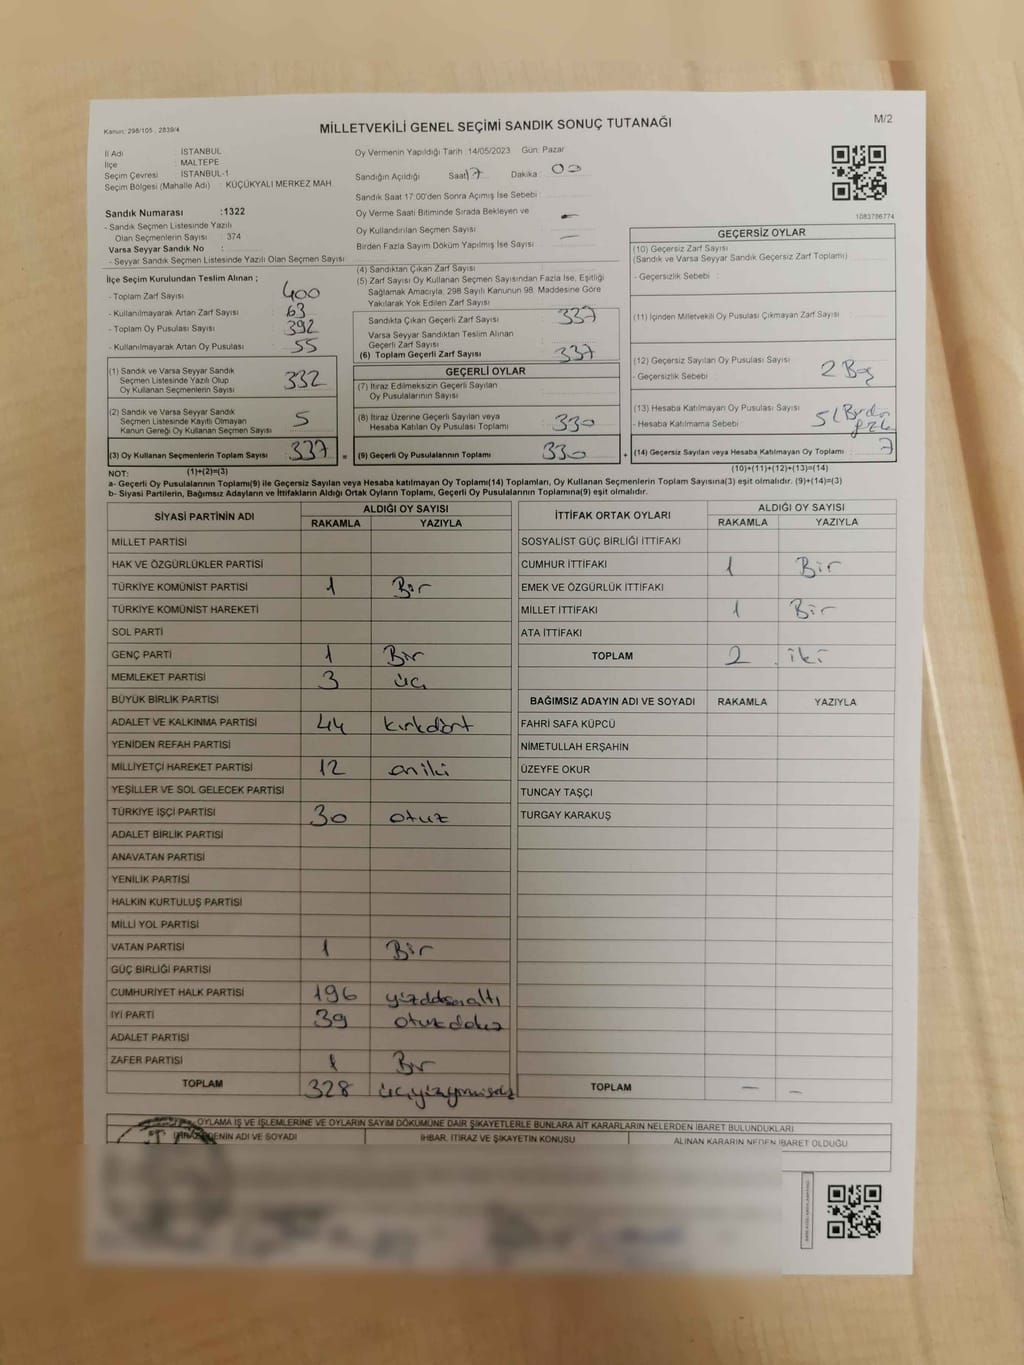 Kanun: 298/105 , 2839/4
MİLLETVEKİLİ GENEL SEÇİMİ SANDIK SONUÇ TUTANAĞI
M/2
İl Adı : İSTANBUL
İlçe : MALTEPE
Seçim Çevresi : İSTANBUL-1
Seçim Bölgesi (Mahalle Adı) : KÜÇÜKYALI MERKEZ MAH.
Sandık Numarası :1322
- Sandık Seçmen Listesinde Yazılı
Olan Seçmenlerin Sayısı : 374
Varsa Seyyar Sandık No :
- Seyyar Sandık Seçmen Listesinde Yazılı Olan Seçmen Sayısı :
Oy Vermenin Yapıldığı Tarih :14/05/2023 Gün: Pazar
Sandığın Açıldığı Saat: 17 Dakika : 00
Sandık Saat 17:00'den Sonra Açımış İse Sebebi :
Oy Verme Saati Bitiminde Sırada Bekleyen ve
Oy Kullandırılan Seçmen Sayısı : –
Birden Fazla Sayım Döküm Yapılmış İse Sayısı : –
1083786774
İlçe Seçim Kurulundan Teslim Alınan ;
- Toplam Zarf Sayısı : 400
- Kullanılmayarak Artan Zarf Sayısı : 63
- Toplam Oy Pusulası Sayısı : 392
- Kullanılmayarak Artan Oy Pusulası : 55
(1) Sandık ve Varsa Seyyar Sandık
Seçmen Listesinde Yazılı Olup
Oy Kullanan Seçmenlerin Sayısı : 332
(2) Sandık ve Varsa Seyyar Sandık
Seçmen Listesinde Kayıtlı Olmayan
Kanun Gereği Oy Kullanan Seçmen Sayısı : 5
(3) Oy Kullanan Seçmenlerin Toplam Sayısı : 337 =
(4) Sandıktan Çıkan Zarf Sayısı :
(5) Zarf Sayısı Oy Kullanan Seçmen Sayısından Fazla İse, Eşitliği
Sağlamak Amacıyla, 298 Sayılı Kanunun 98. Maddesine Göre
Yakılarak Yok Edilen Zarf Sayısı :
Sandıkta Çıkan Geçerli Zarf Sayısı : 337
Varsa Seyyar Sandıktan Teslim Alınan
Geçerli Zarf Sayısı :
(6) Toplam Geçerli Zarf Sayısı : 337
GEÇERLİ OYLAR
(7) İtiraz Edilmeksizin Geçerli Sayılan
Oy Pusulalarının Sayısı :
(8) İtiraz Üzerine Geçerli Sayılan veya
Hesaba Katılan Oy Pusulası Toplamı : 330
(9) Geçerli Oy Pusulalarının Toplamı : 330 +
GEÇERSİZ OYLAR
(10) Geçersiz Zarf Sayısı :
(Sandık ve Varsa Seyyar Sandık Geçersiz Zarf Toplamı)
- Geçersizlik Sebebi :
(11) İçinden Milletvekili Oy Pusulası Çıkmayan Zarf Sayısı :
(12) Geçersiz Sayılan Oy Pusulası Sayısı :
- Geçersizlik Sebebi : 2 Boş
(13) Hesaba Katılmayan Oy Pusulası Sayısı :
- Hesaba Katılmama Sebebi : 5
(14) Geçersiz Sayılan veya Hesaba Katılmayan Oy Toplamı : 7
NOT: (1)+(2)=(3) (10)+(11)+(12)+(13)=(14)
a- Geçerli Oy Pusulalarının Toplamı(9) ile Geçersiz Sayılan veya Hesaba katılmayan Oy Toplamı(14) Toplamları, Oy Kullanan Seçmenlerin Toplam Sayısına(3) eşit olmalıdır. (9)+(14)=(3)
b- Siyasi Partilerin, Bağımsız Adayların ve İttifakların Aldığı Ortak Oyların Toplamı, Geçerli Oy Pusulalarının Toplamına(9) eşit olmalıdır.
SİYASİ PARTİNİN ADI ALDIĞI OY SAYISI
RAKAMLA YAZIYLA
MİLLET PARTİSİ
HAK VE ÖZGÜRLÜKLER PARTİSİ
TÜRKİYE KOMÜNİST PARTİSİ 1 Bir
TÜRKİYE KOMÜNİST HAREKETİ
SOL PARTİ
GENÇ PARTİ 1 Bir
MEMLEKET PARTİSİ 3 üç
BÜYÜK BİRLİK PARTİSİ
ADALET VE KALKINMA PARTİSİ 44 kırkdört
YENİDEN REFAH PARTİSİ
MİLLİYETÇİ HAREKET PARTİSİ 12 oniki
YEŞİLLER VE SOL GELECEK PARTİSİ
TÜRKİYE İŞÇİ PARTİSİ 30 otuz
ADALET BİRLİK PARTİSİ
ANAVATAN PARTİSİ
YENİLİK PARTİSİ
HALKIN KURTULUŞ PARTİSİ
MİLLİ YOL PARTİSİ
VATAN PARTİSİ 1 Bir
GÜÇ BİRLİĞİ PARTİSİ
CUMHURİYET HALK PARTİSİ 196
İYİ PARTİ 39 otuzdokuz
ADALET PARTİSİ
ZAFER PARTİSİ 1 Bir
TOPLAM 328
İTTİFAK ORTAK OYLARI ALDIĞI OY SAYISI
RAKAMLA YAZIYLA
SOSYALİST GÜÇ BİRLİĞİ İTTİFAKI
CUMHUR İTTİFAKI 1 Bir
EMEK VE ÖZGÜRLÜK İTTİFAKI
MİLLET İTTİFAKI 1 Bir
ATA İTTİFAKI
TOPLAM 2 iki
BAĞIMSIZ ADAYIN ADI VE SOYADI RAKAMLA YAZIYLA
FAHRİ SAFA KÜPCÜ
NİMETULLAH ERŞAHİN
ÜZEYFE OKUR
TUNCAY TAŞÇI
TURGAY KARAKUŞ
TOPLAM – –
OYLAMA İŞ VE İŞLEMLERİNE VE OYLARIN SAYIM DÖKÜMÜNE DAİR ŞİKAYETLERLE BUNLARA AİT KARARLARIN NELERDEN İBARET BULUNDUKLARI
ADI VE SOYADI İHBAR, İTİRAZ VE ŞİKAYETİN KONUSU ALINAN KARARIN NEDEN İBARET OLDUĞU